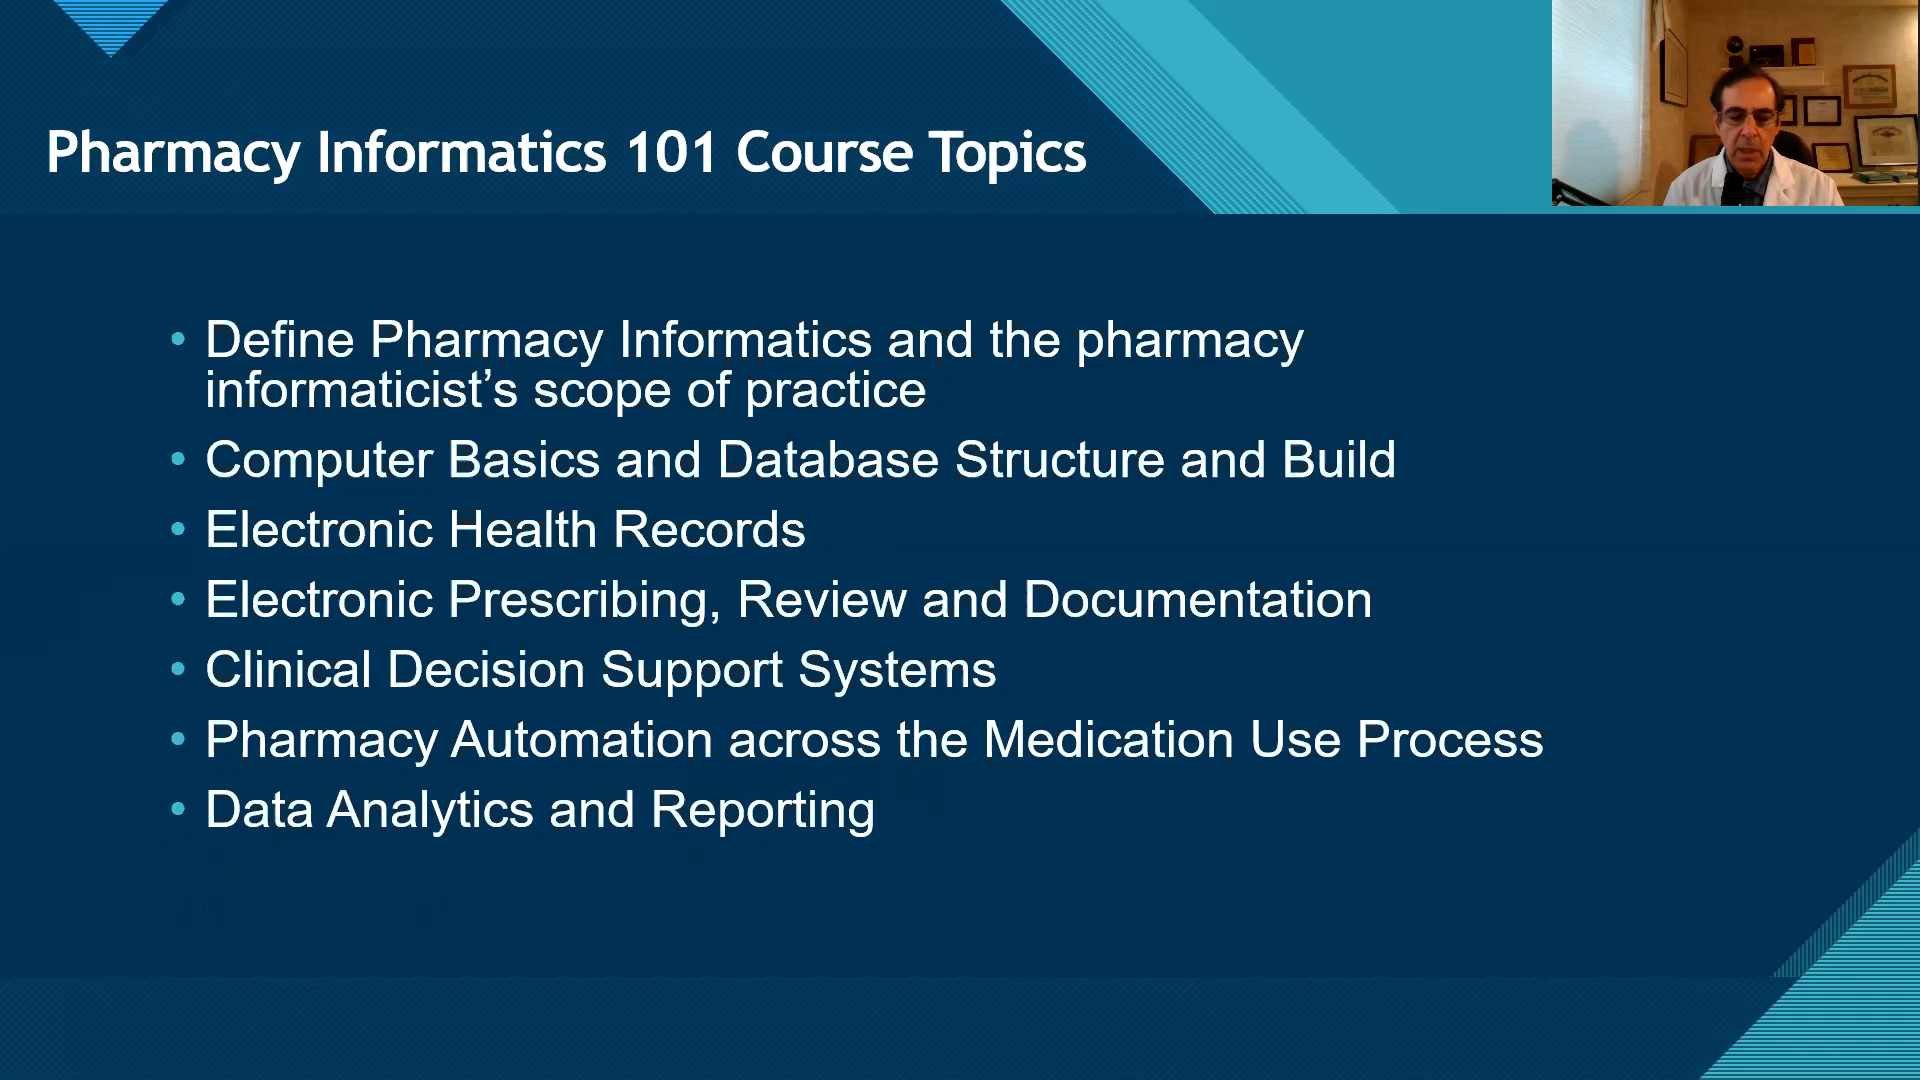 Pharmacy Informatics 101 Course Topics
• Define Pharmacy Informatics and the pharmacy
informaticist’s scope of practice
• Computer Basics and Database Structure and Build
• Electronic Health Records
• Electronic Prescribing, Review and Documentation
• Clinical Decision Support Systems
• Pharmacy Automation across the Medication Use Process
• Data Analytics and Reporting